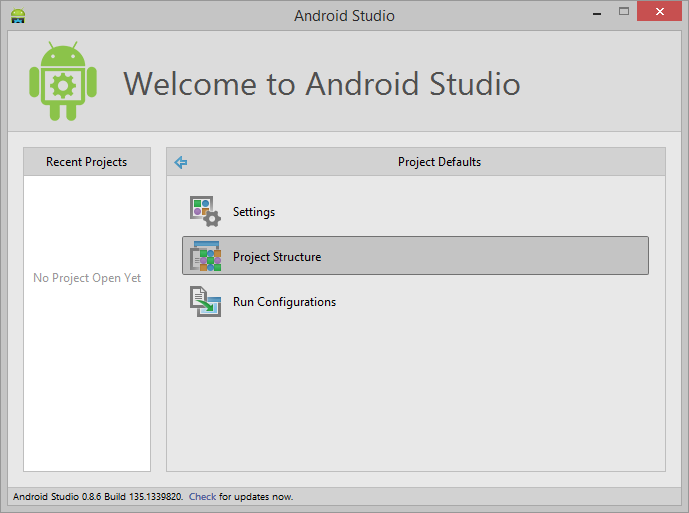 Android Studio
Welcome to Android Studio
Recent Projects
Project Defaults
No Project Open Yet
Settings
Project Structure
Run Configurations
Android Studio 0.8.6 Build 135.1339820. Check for updates now.